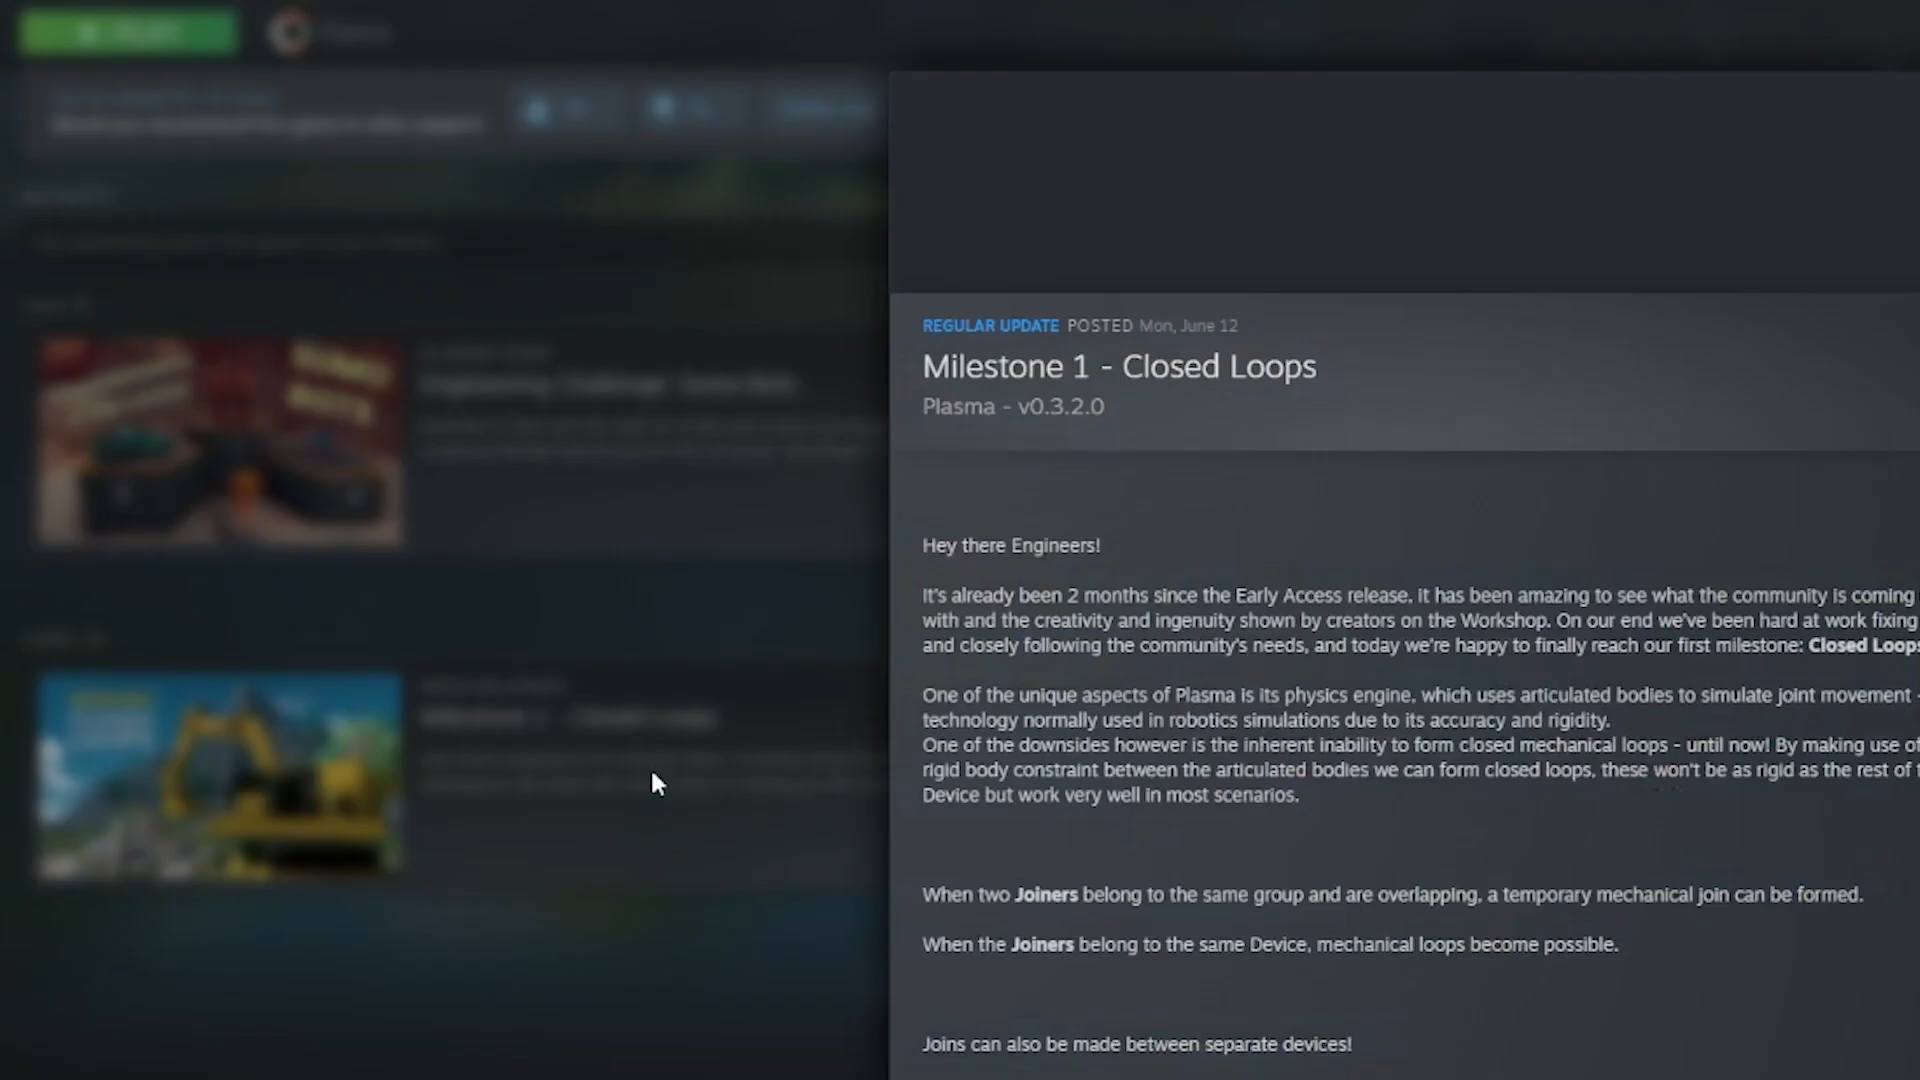 REGULAR UPDATE POSTED Mon, June 12
Milestone 1 - Closed Loops
Plasma - v0.3.2.0
Hey there Engineers!
It's already been 2 months since the Early Access release, it has been amazing to see what the community is coming
with and the creativity and ingenuity shown by creators on the Workshop. On our end we've been hard at work fixing
and closely following the community's needs, and today we're happy to finally reach our first milestone: Closed Loops
One of the unique aspects of Plasma is its physics engine, which uses articulated bodies to simulate joint movement -
technology normally used in robotics simulations due to its accuracy and rigidity.
One of the downsides however is the inherent inability to form closed mechanical loops - until now! By making use of
rigid body constraint between the articulated bodies we can form closed loops, these won't be as rigid as the rest of
Device but work very well in most scenarios.
When two Joiners belong to the same group and are overlapping, a temporary mechanical join can be formed.
When the Joiners belong to the same Device, mechanical loops become possible.
Joins can also be made between separate devices!